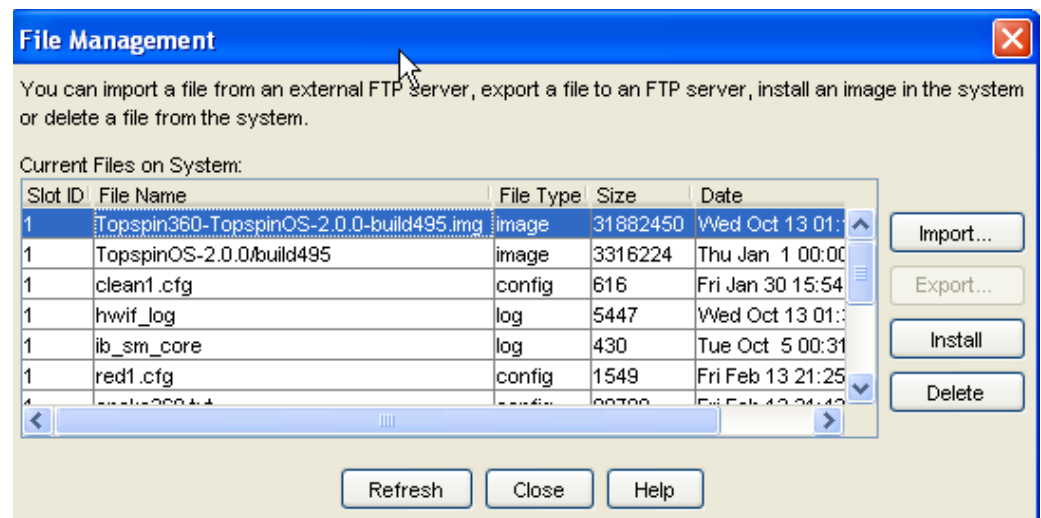 File Management
You can import a file from an external FTP server, export a file to an FTP server, install an image in the system
or delete a file from the system.
Current Files on System:
Slot ID File Name File Type Size Date
1 Topspin360-TopspinOS-2.0.0-build495.img image 31882450 Wed Oct 13 01:
1 TopspinOS-2.0.0/build495 image 3316224 Thu Jan 1 00:00
1 clean1.cfg config 616 Fri Jan 30 15:54
1 hwif_log log 5447 Wed Oct 13 01:
1 ib_sm_core log 430 Tue Oct 5 00:31
1 red1.cfg config 1549 Fri Feb 13 21:25
Import...
Export...
Install
Delete
Refresh Close Help